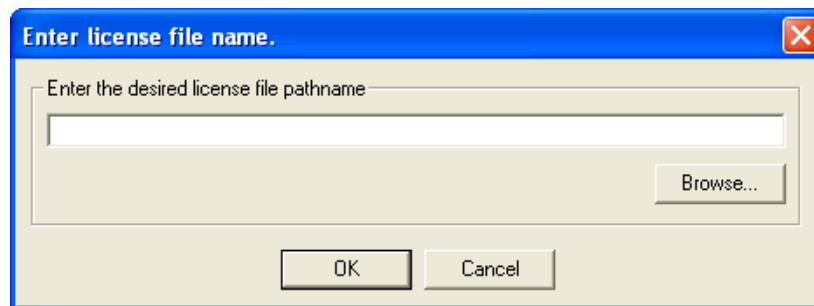 Enter license file name.
Enter the desired license file pathname
Browse...
OK Cancel